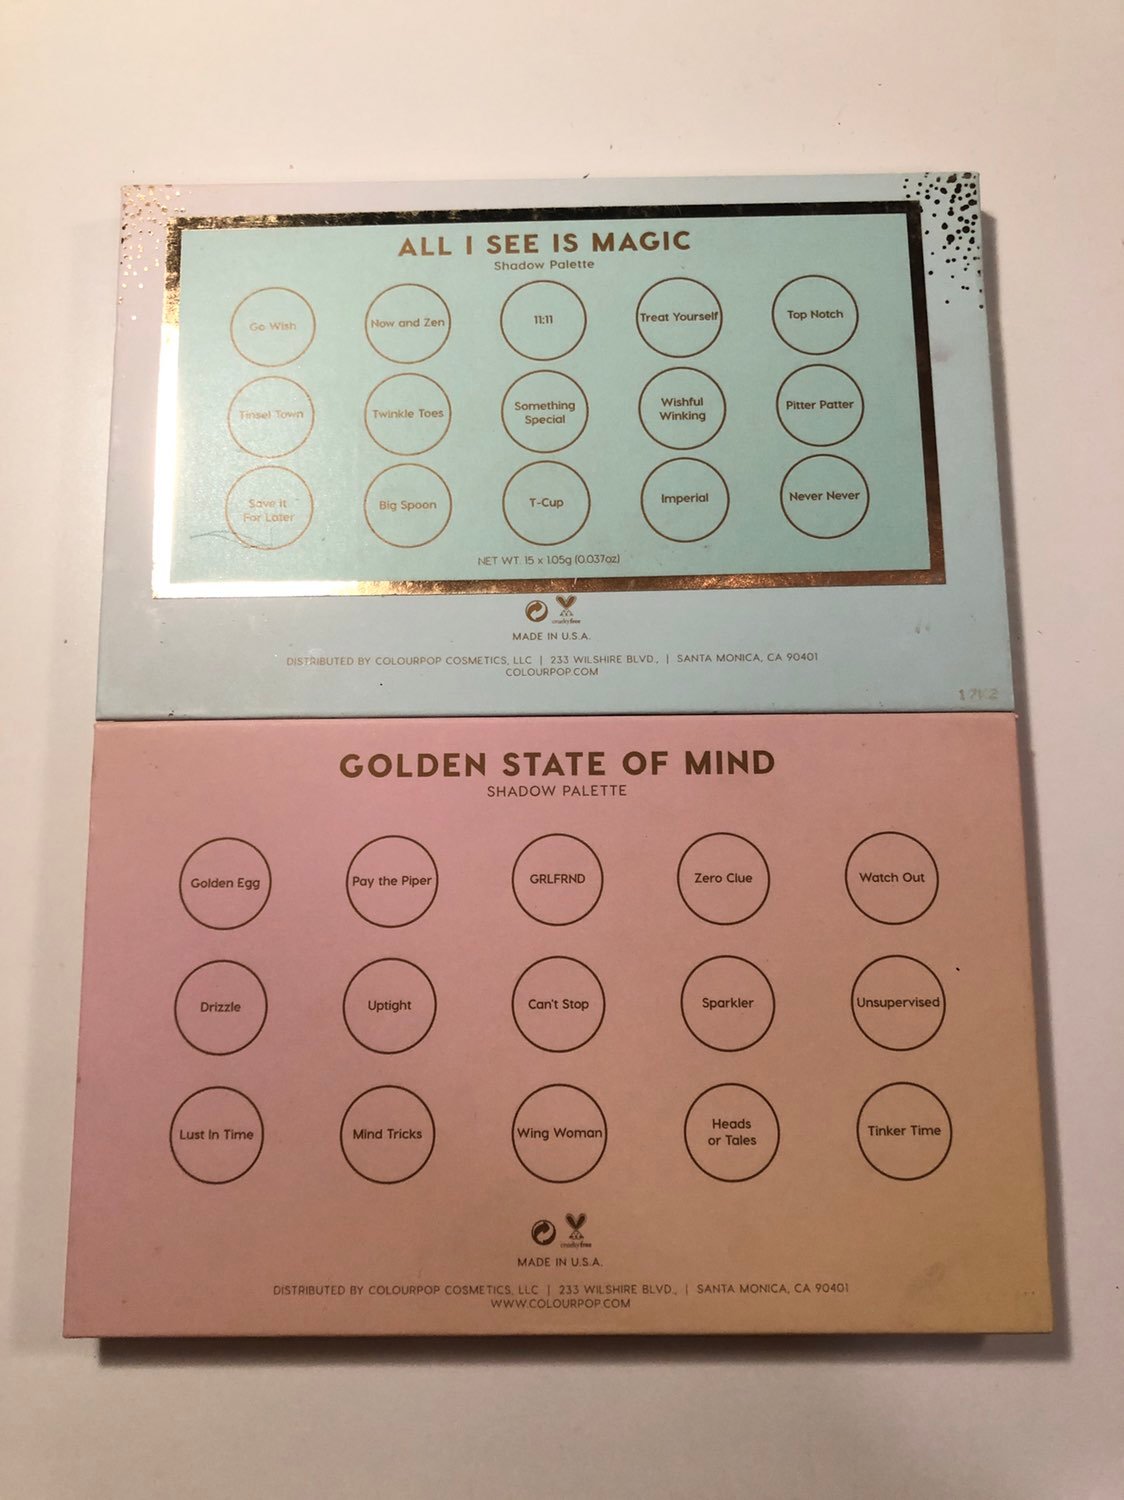 ALL I SEE IS MAGIC
Shadow Palette
Go Wish
Now and Zen
11:11
Treat Yourself
Top Notch
Tinsel Town
Twinkle Toes
Something
Special
Wishful
Winking
Pitter Patter
Save it
For Later
Big Spoon
T-Cup
Imperial
Never Never
NET WT. 15 x 1.05g (0.037oz)
crueltyfree
MADE IN U.S.A.
DISTRIBUTED BY COLOURPOP COSMETICS, LLC | 233 WILSHIRE BLVD., | SANTA MONICA, CA 90401
COLOURPOP.COM
17K2
GOLDEN STATE OF MIND
SHADOW PALETTE
Golden Egg
Pay the Piper
GRLFRND
Zero Clue
Watch Out
Drizzle
Uptight
Can't Stop
Sparkler
Unsupervised
Lust In Time
Mind Tricks
Wing Woman
Heads
or Tales
Tinker Time
crueltyfree
MADE IN U.S.A.
DISTRIBUTED BY COLOURPOP COSMETICS, LLC | 233 WILSHIRE BLVD., | SANTA MONICA, CA 90401
WWW.COLOURPOP.COM